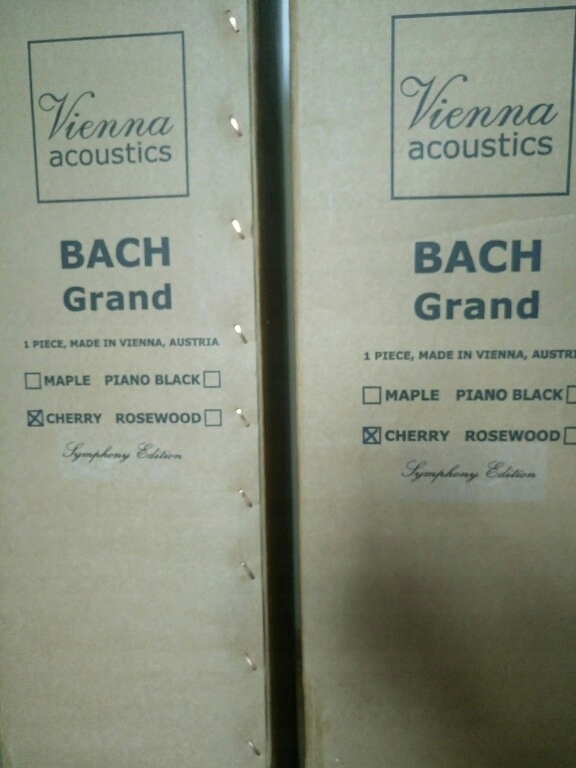 Vienna
acoustics
BACH
Grand
1 PIECE, MADE IN VIENNA, AUSTRIA
MAPLE PIANO BLACK
CHERRY ROSEWOOD
Symphony Edition
Vienna
acoustics
BACH
Grand
1 PIECE, MADE IN VIENNA, AUSTRI
MAPLE PIANO BLACK
CHERRY ROSEWOOD
Symphony Edition